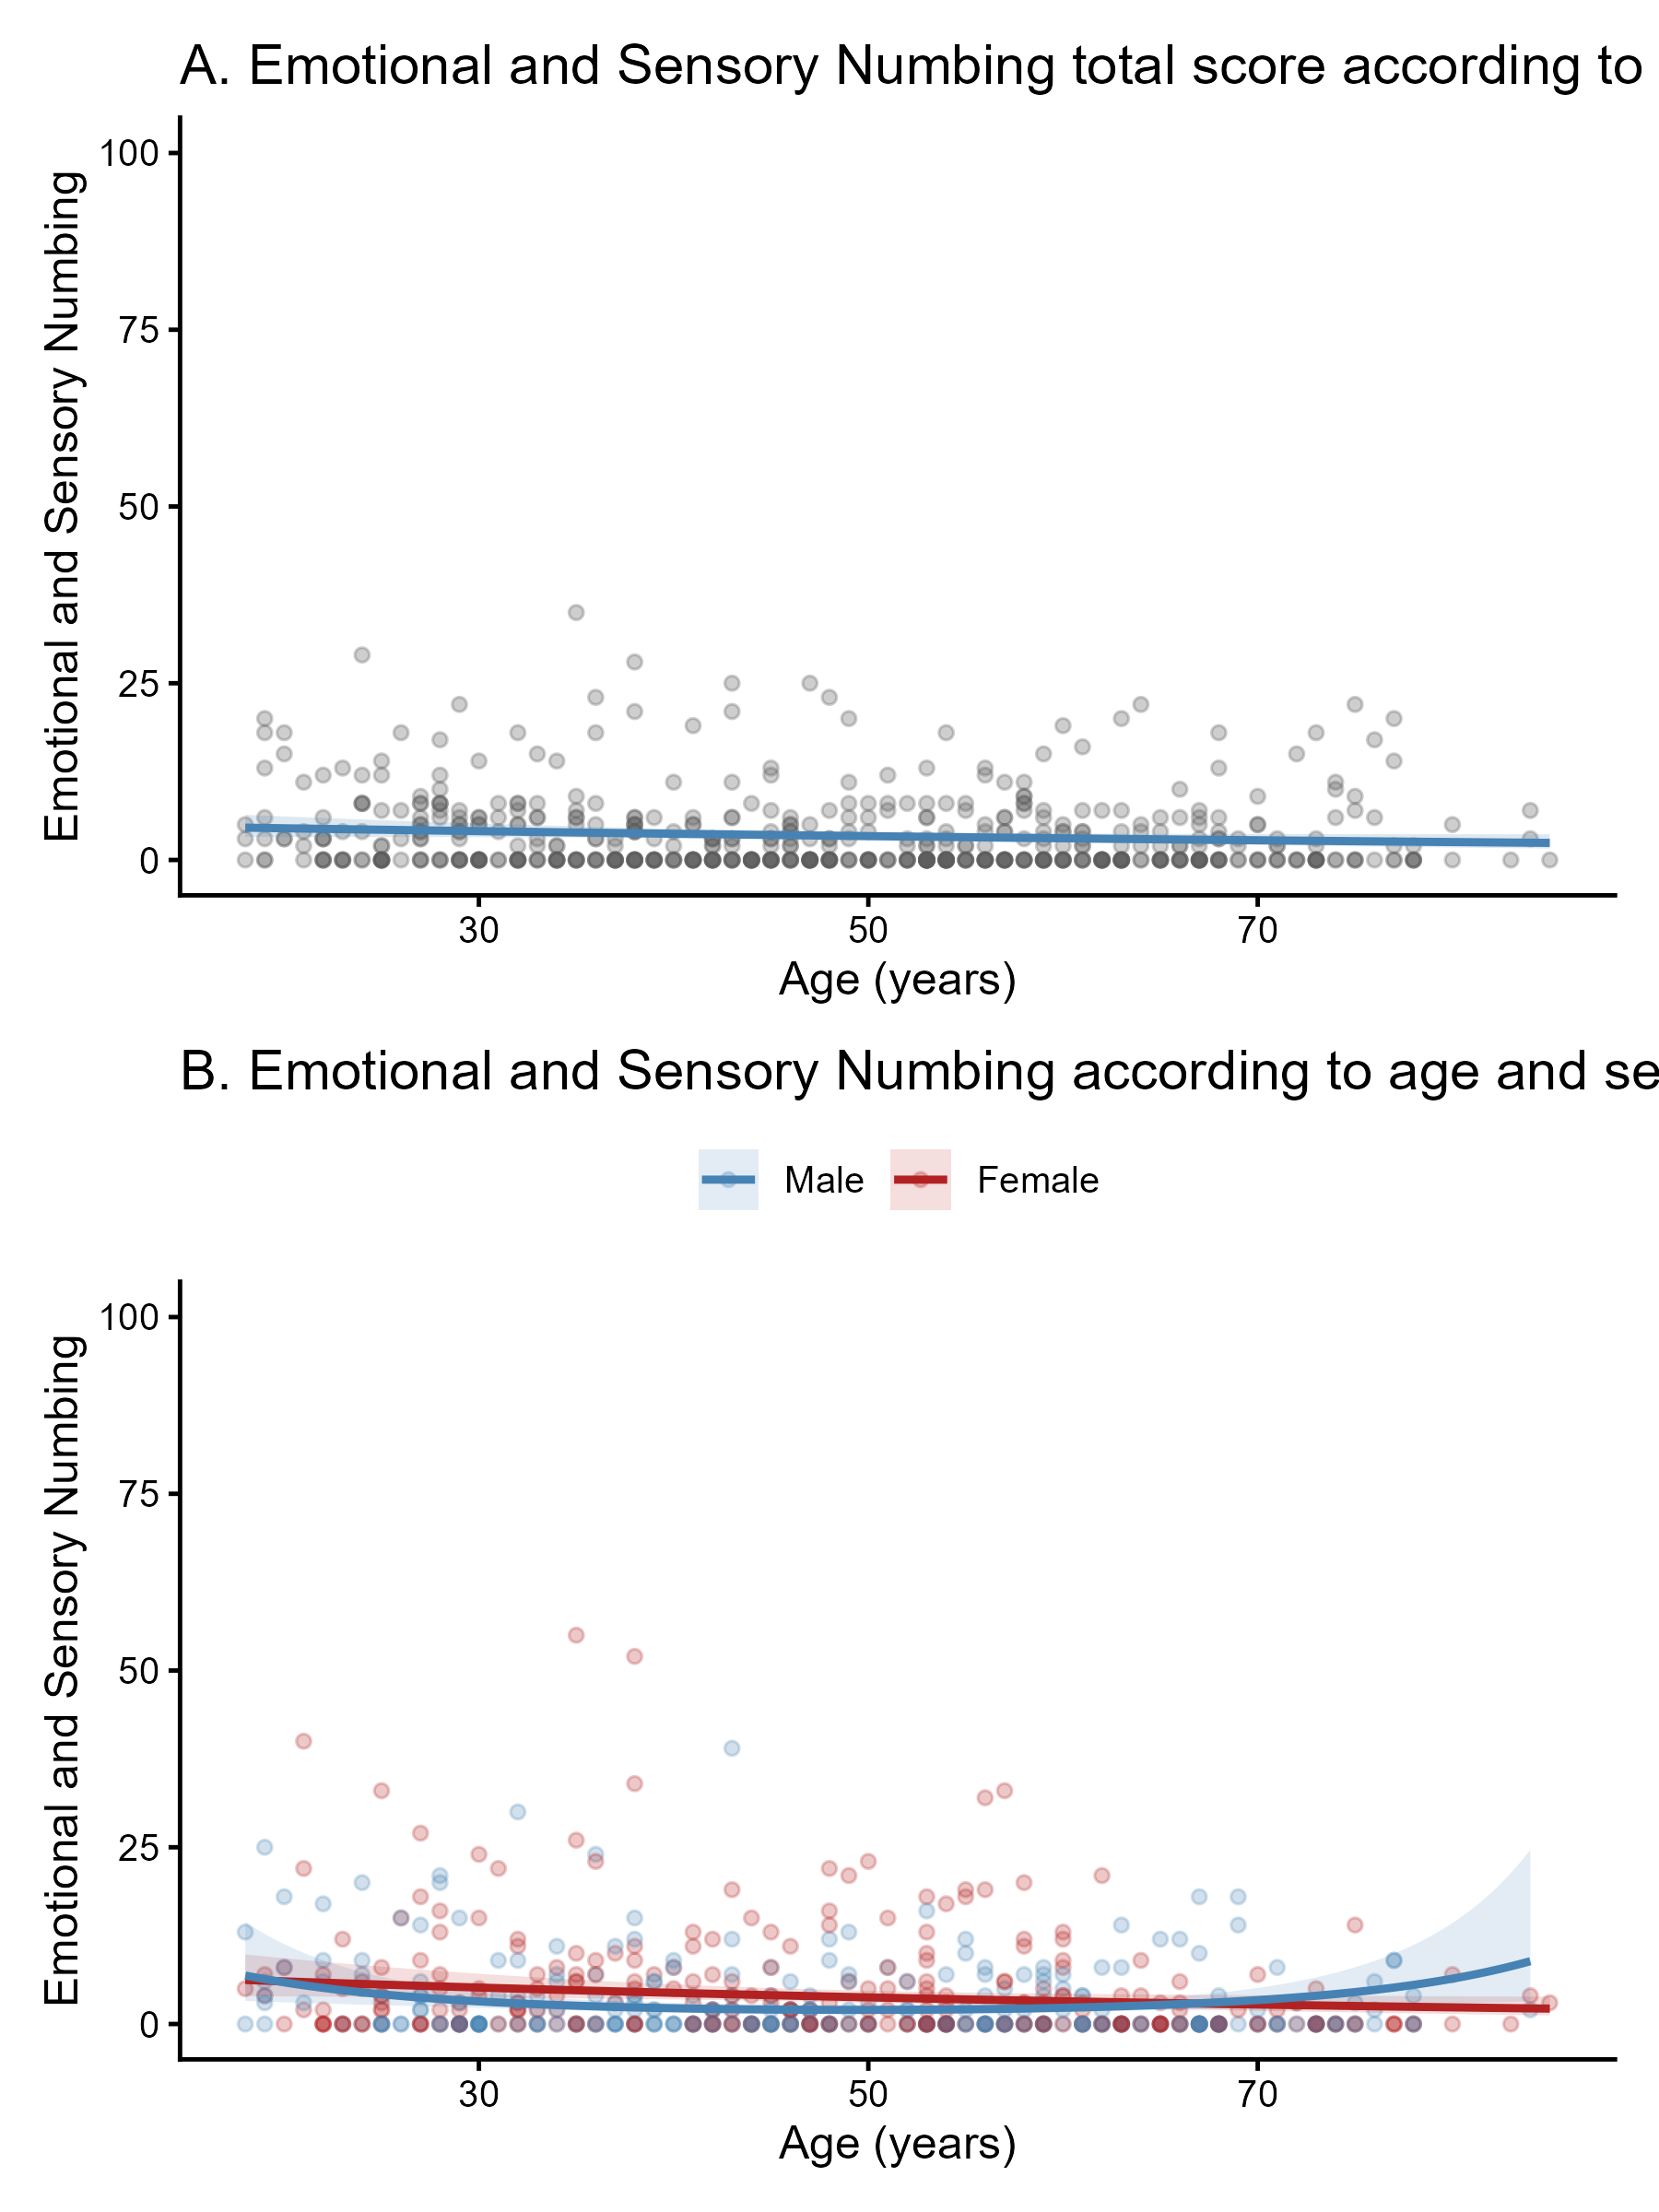 A. Emotional and Sensory Numbing total score according to
Emotional and Sensory Numbing
100
75
50
25
0
30 50 70
Age (years)
B. Emotional and Sensory Numbing according to age and se
Male Female
Emotional and Sensory Numbing
100
75
50
25
0
30 50 70
Age (years)